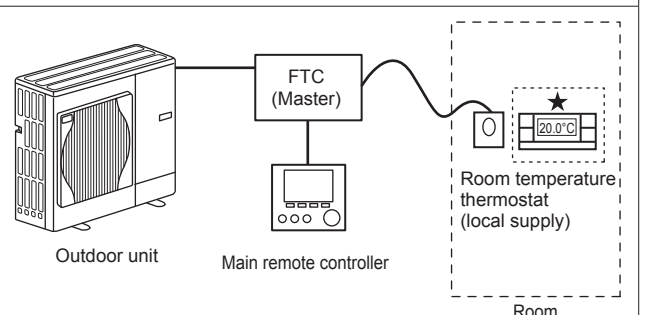 FTC
(Master)
20.0°C
Room temperature
thermostat
(local supply)
Outdoor unit
Main remote controller
Room